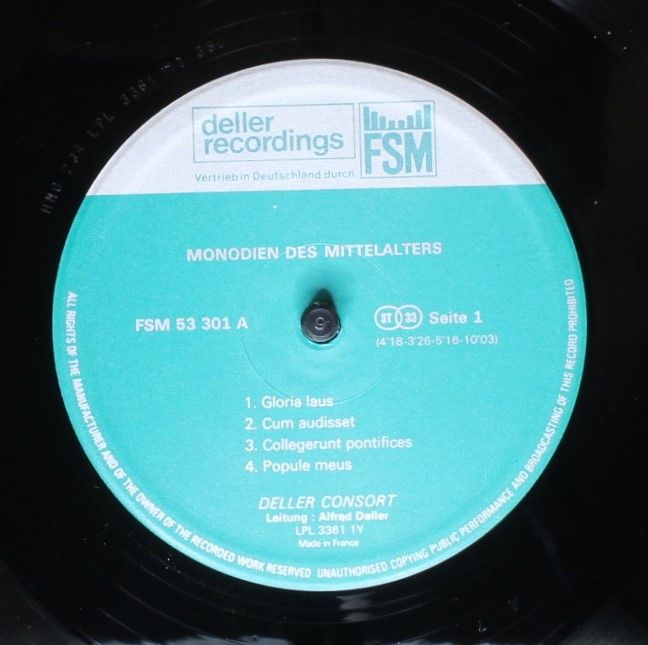 deller
recordings
FSM
Vertrieb in Deutschland durch
MONODIEN DES MITTELALTERS
FSM 53 301 A
ST 33 Seite 1
(4'18-3'26-5'16-10'03)
1. Gloria laus
2. Cum audisset
3. Collegerunt pontifices
4. Popule meus
DELLER CONSORT
Leitung : Alfred Deller
LPL 3361 1Y
Made in France
ALL RIGHTS OF THE MANUFACTURER AND OF THE OWNER OF THE RECORDED WORK RESERVED UNAUTHORISED COPYING PUBLIC PERFORMANCE AND BROADCASTING OF THIS RECORD PROHIBITED